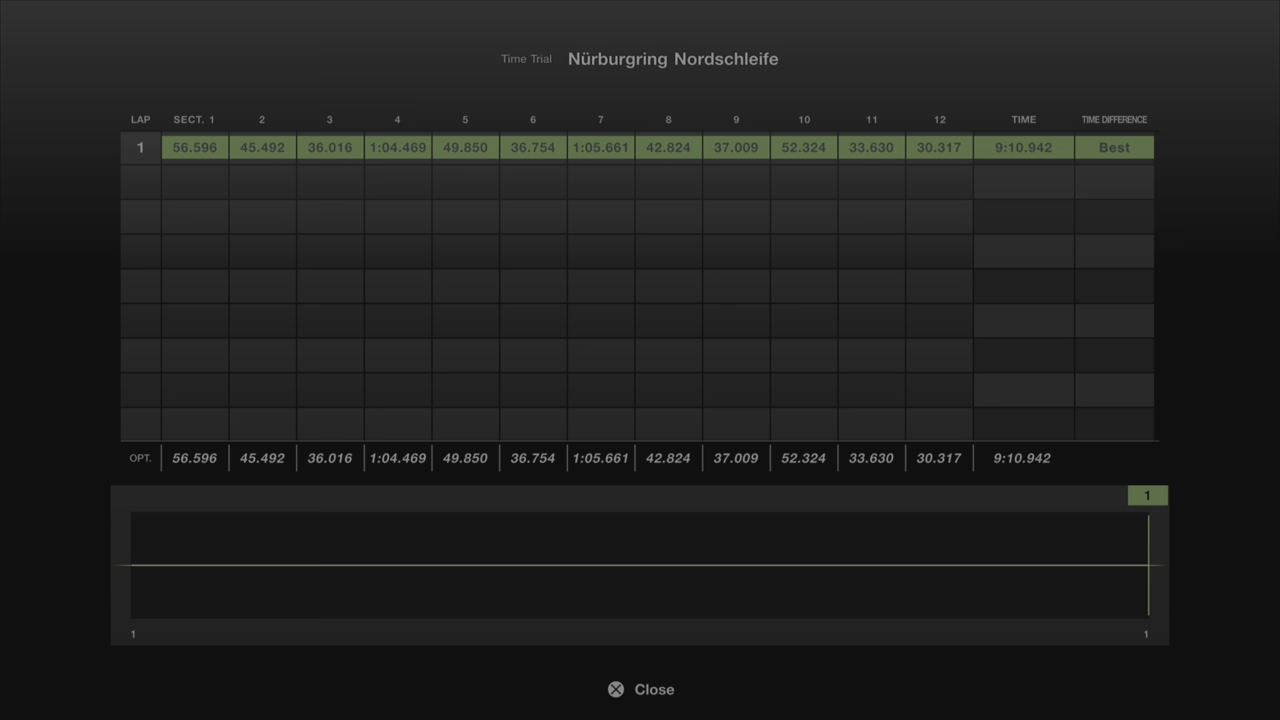 Time Trial Nürburgring Nordschleife
LAP SECT. 1 2 3 4 5 6 7 8 9 10 11 12 TIME TIME DIFFERENCE
1 56.596 45.492 36.016 1:04.469 49.850 36.754 1:05.661 42.824 37.009 52.324 33.630 30.317 9:10.942 Best
OPT. 56.596 45.492 36.016 1:04.469 49.850 36.754 1:05.661 42.824 37.009 52.324 33.630 30.317 9:10.942
1
1 1
Close